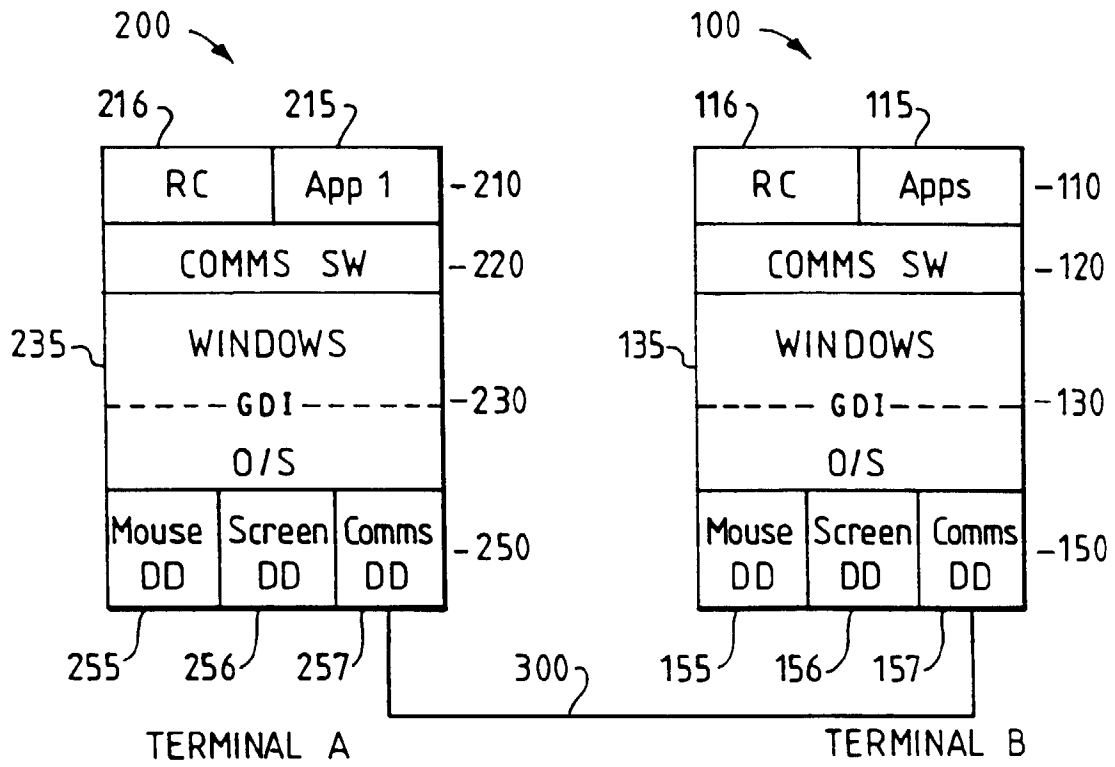 200 100
216 215 116 115
RC App 1 210 RC Apps 110
COMMS SW 220 COMMS SW 120
235 WINDOWS 135 WINDOWS
GDI 230 GDI 130
O/S O/S
Mouse DD Screen DD Comms DD 250 Mouse DD Screen DD Comms DD 150
255 256 257 300 155 156 157
TERMINAL A TERMINAL B